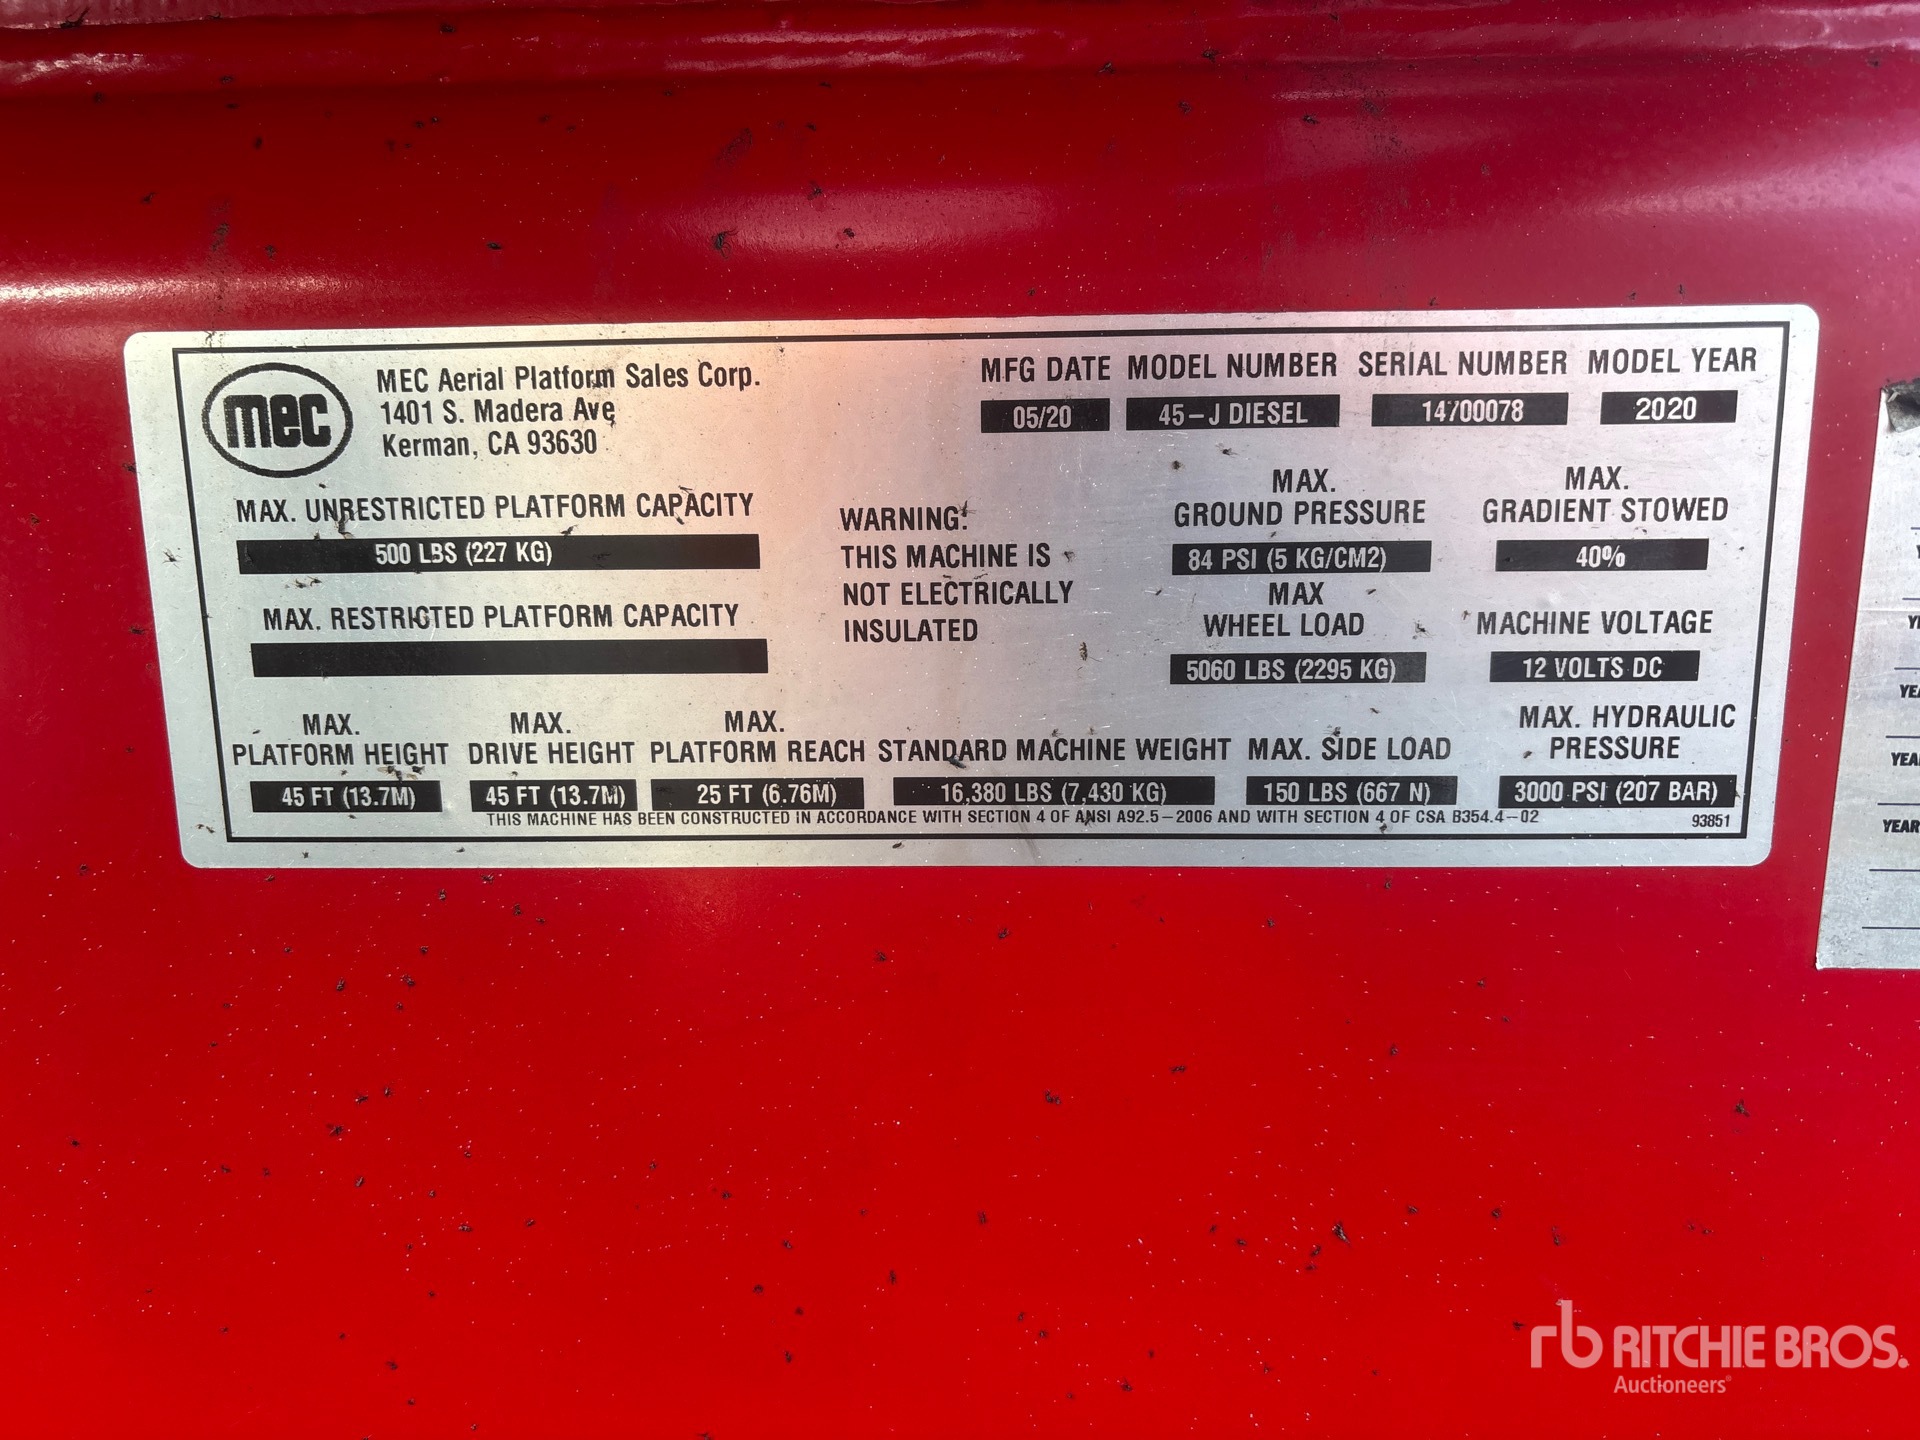 mec
MEC Aerial Platform Sales Corp.
1401 S. Madera Ave
Kerman, CA 93630
MFG DATE MODEL NUMBER SERIAL NUMBER MODEL YEAR
05/20 45-J DIESEL 14700078 2020
MAX. UNRESTRICTED PLATFORM CAPACITY
500 LBS (227 KG)
MAX. RESTRICTED PLATFORM CAPACITY
WARNING:
THIS MACHINE IS
NOT ELECTRICALLY
INSULATED
MAX.
GROUND PRESSURE
84 PSI (5 KG/CM2)
MAX
WHEEL LOAD
5060 LBS (2295 KG)
MAX.
GRADIENT STOWED
40%
MACHINE VOLTAGE
12 VOLTS DC
MAX.
PLATFORM HEIGHT
45 FT (13.7M)
MAX.
DRIVE HEIGHT
45 FT (13.7M)
MAX.
PLATFORM REACH
25 FT (6.76M)
STANDARD MACHINE WEIGHT
16,380 LBS (7,430 KG)
MAX. SIDE LOAD
150 LBS (667 N)
MAX. HYDRAULIC
PRESSURE
3000 PSI (207 BAR)
THIS MACHINE HAS BEEN CONSTRUCTED IN ACCORDANCE WITH SECTION 4 OF ANSI A92.5-2006 AND WITH SECTION 4 OF CSA B354.4-02
93851
YEAR
rb RITCHIE BROS.
Auctioneers